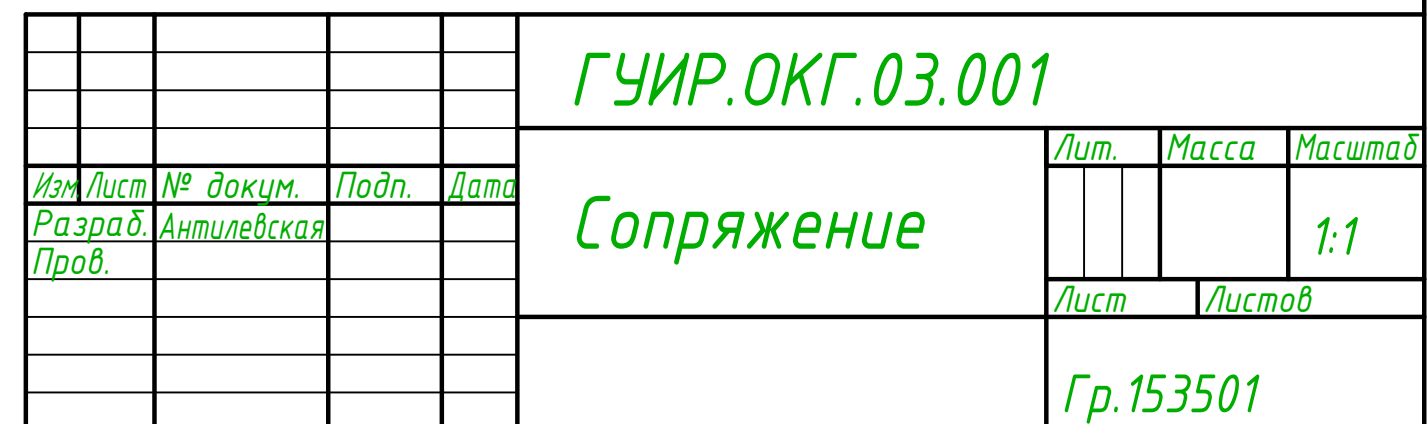 ГУИР.ОКГ.03.001
Лит. Масса Масштаб
Изм Лист № докум. Подп. Дата
Разраб. Антилевская
Сопряжение
1:1
Пров.
Лист Листов
Гр.153501